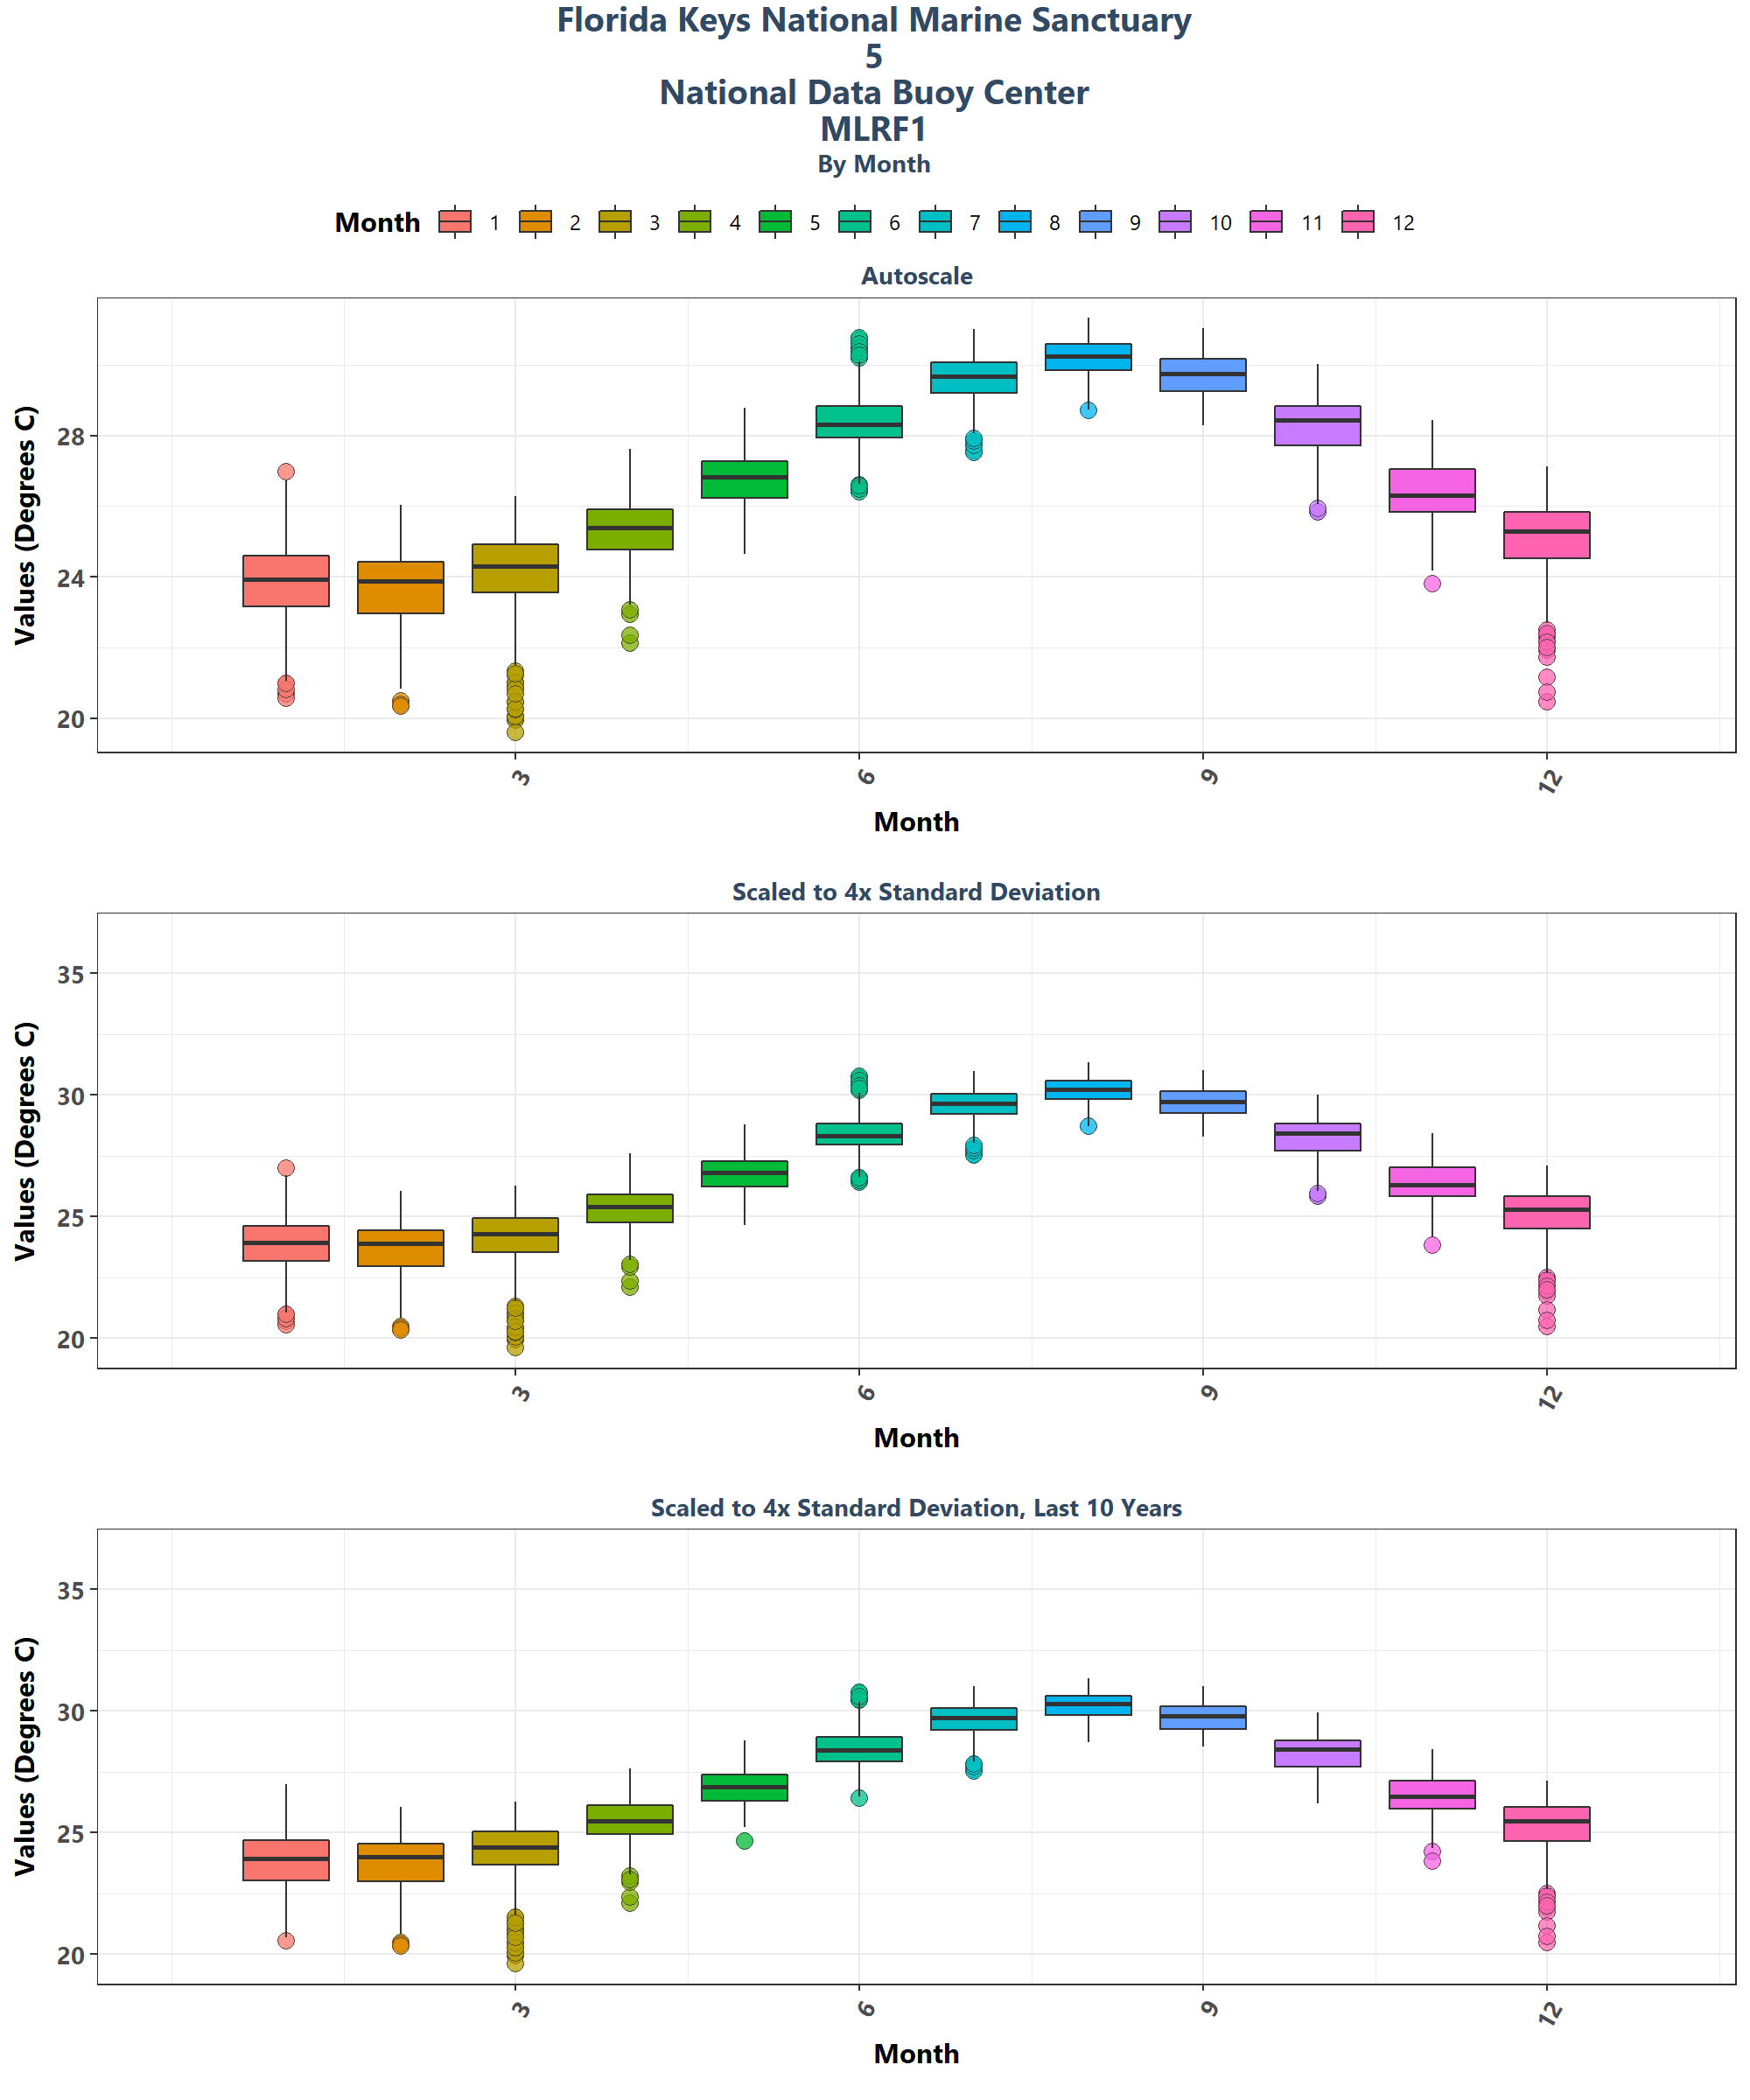 Florida Keys National Marine Sanctuary
5
National Data Buoy Center
MLRF1
By Month
Month 1 2 3 4 5 6 7 8 9 10 11 12
Autoscale
Values (Degrees C)
28
24
20
3 6 9 12
Month
Scaled to 4x Standard Deviation
Values (Degrees C)
35
30
25
20
3 6 9 12
Month
Scaled to 4x Standard Deviation, Last 10 Years
Values (Degrees C)
35
30
25
20
3 6 9 12
Month